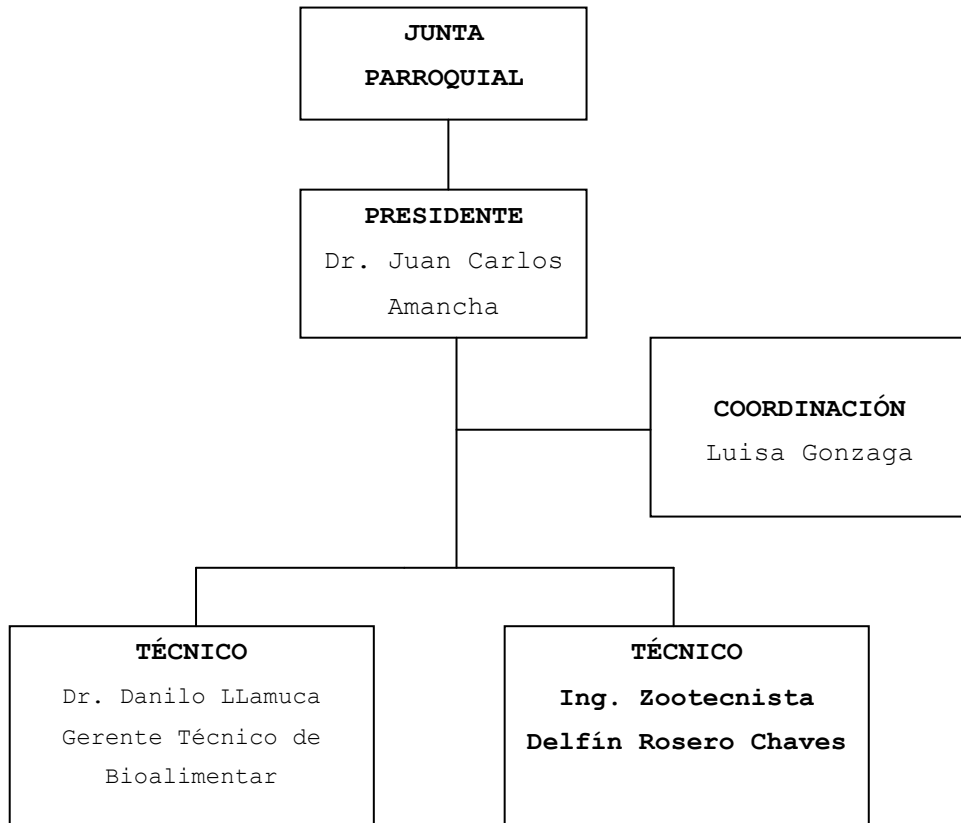 JUNTA
PARROQUIAL
PRESIDENTE
Dr. Juan Carlos
Amancha
COORDINACIÓN
Luisa Gonzaga
TÉCNICO
Dr. Danilo LLamuca
Gerente Técnico de
Bioalimentar
TÉCNICO
Ing. Zootecnista
Delfín Rosero Chaves